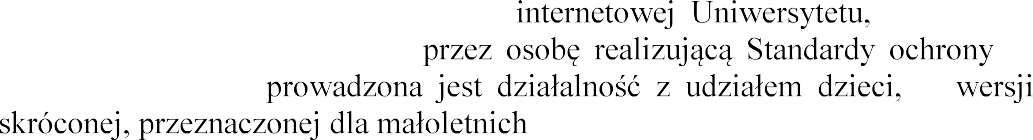 internetowej Uniwersytetu,
przez osobę realizującą Standardy ochrony
prowadzona jest działalność z udziałem dzieci, wersji
skróconej, przeznaczonej dla małoletnich